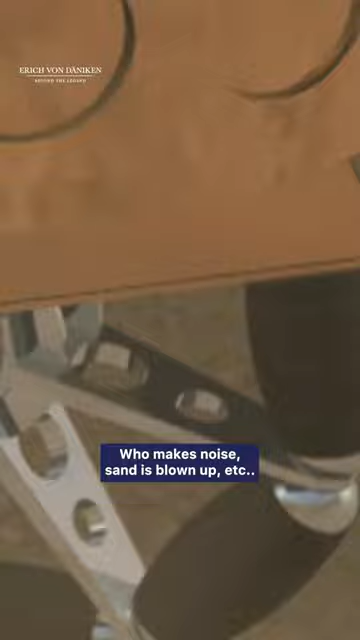 ERICH VON DÄNIKEN
BEYOND THE LEGEND
Who makes noise,
sand is blown up, etc..